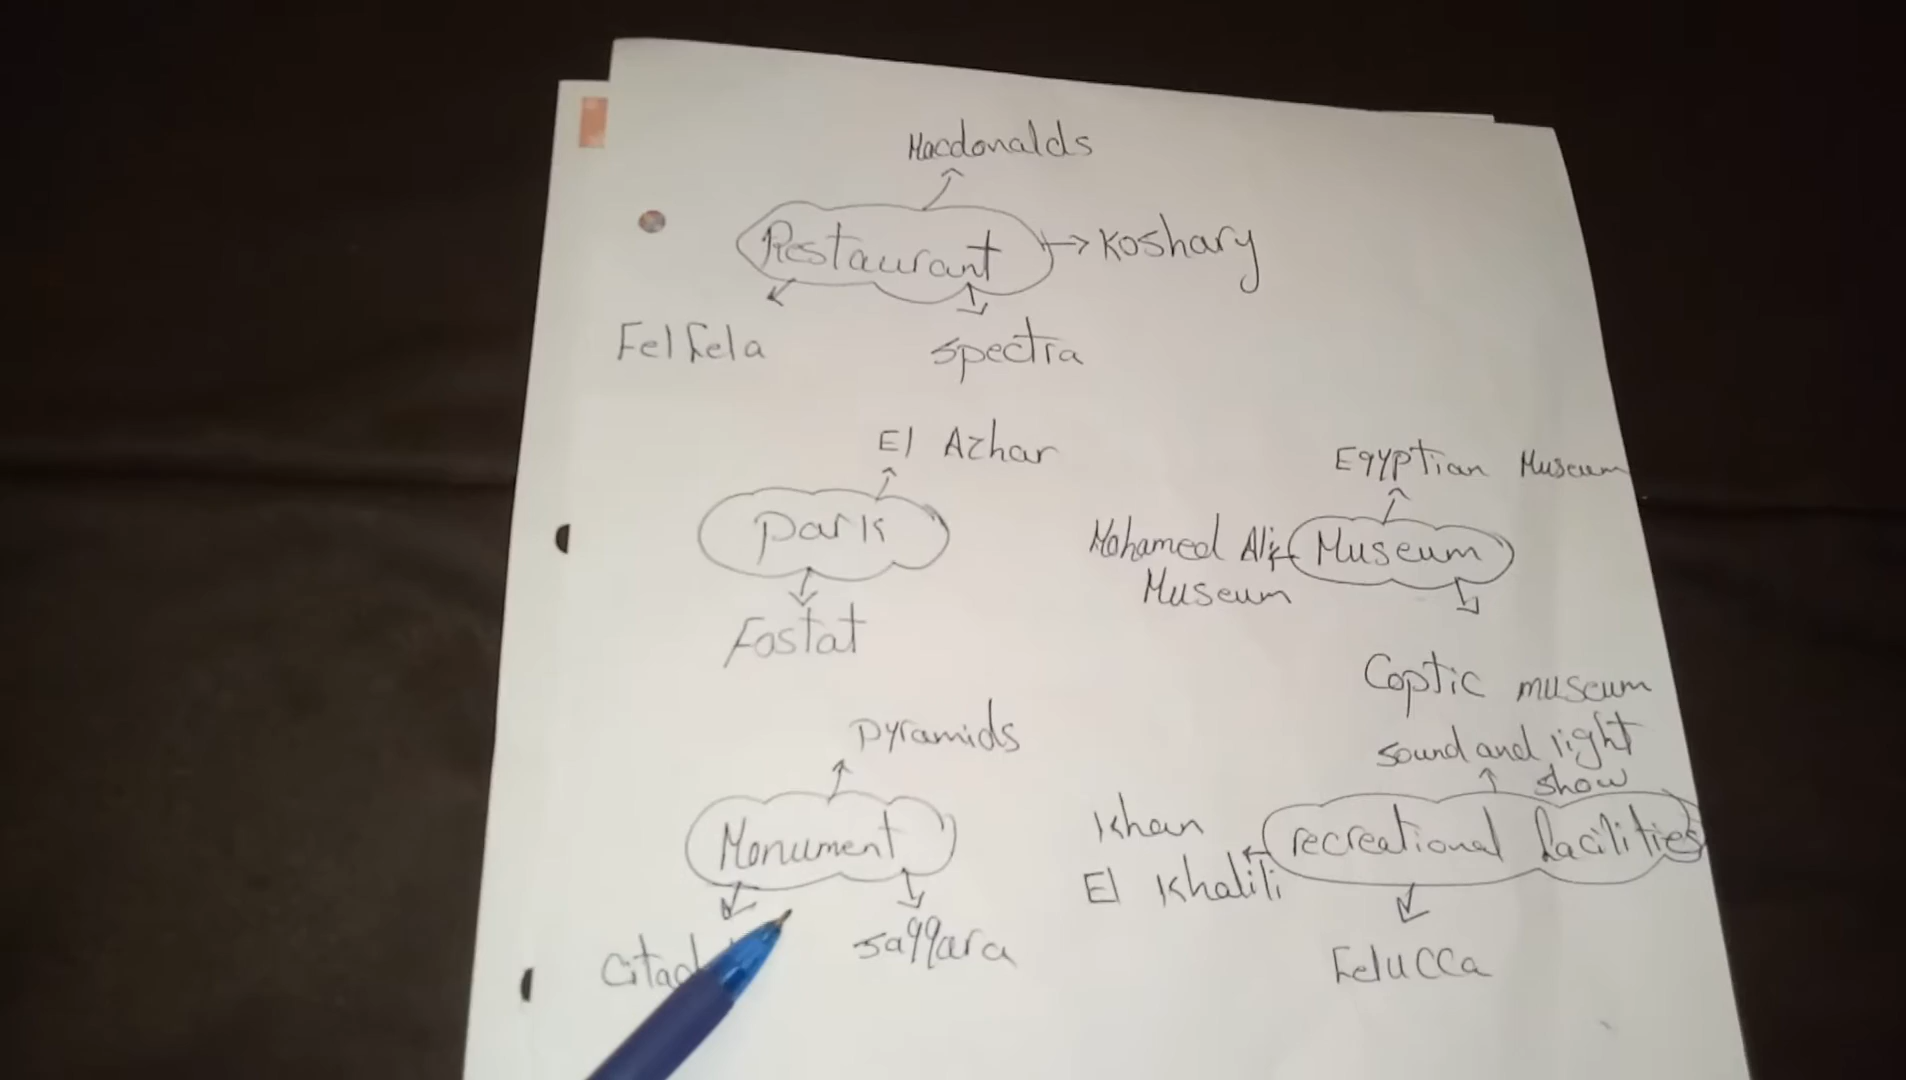 Macdonalds
Restaurant
Koshary
Felfela
spectra
El Azhar
park
Fostat
Egyptian Museum
Mohamed Ali
Museum
Museum
Coptic museum
pyramids
Monument
saqqara
sound and light
show
recreational facilities
Khan
El Khalili
Felucca